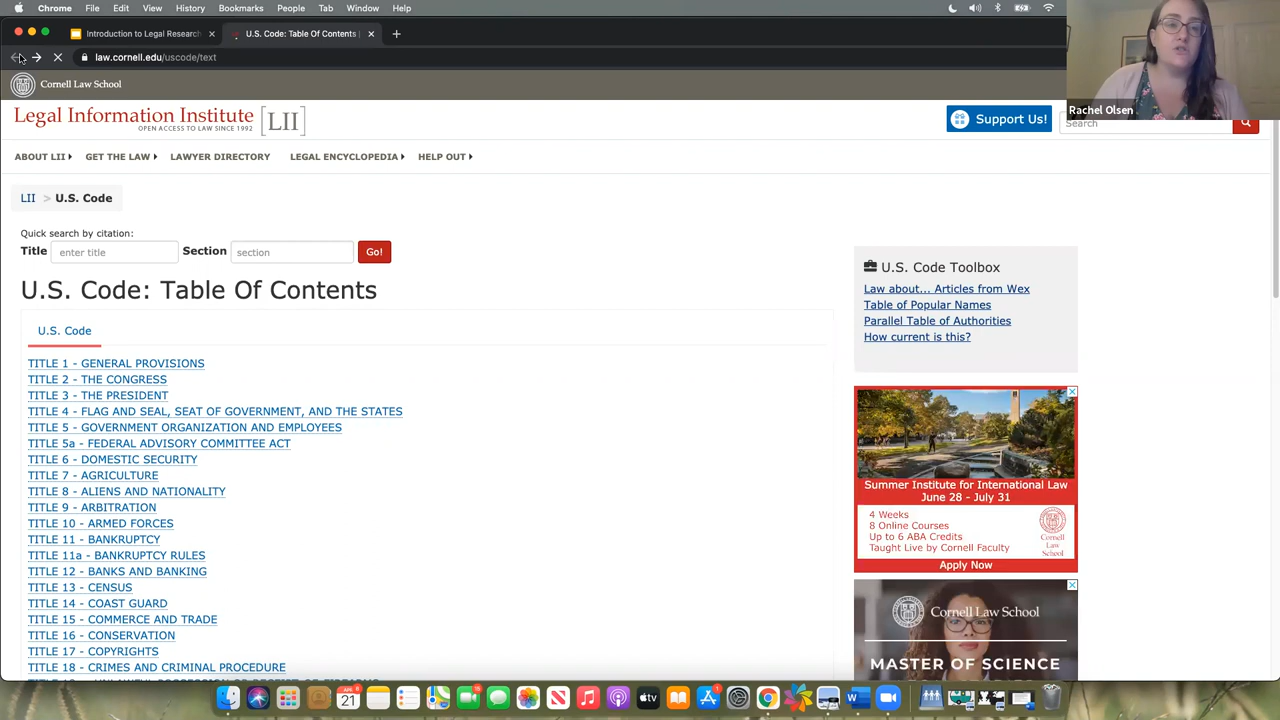 Chrome File Edit View History Bookmarks People Tab Window Help
Introduction to Legal Research
U.S. Code: Table Of Contents
law.cornell.edu/uscode/text
Rachel Olsen
Cornell Law School
Legal Information Institute [LII]
OPEN ACCESS TO LAW SINCE 1992
Support Us!
Search
ABOUT LII GET THE LAW LAWYER DIRECTORY LEGAL ENCYCLOPEDIA HELP OUT
LII > U.S. Code
Quick search by citation:
Title enter title Section section Go!
U.S. Code: Table Of Contents
U.S. Code
TITLE 1 - GENERAL PROVISIONS
TITLE 2 - THE CONGRESS
TITLE 3 - THE PRESIDENT
TITLE 4 - FLAG AND SEAL, SEAT OF GOVERNMENT, AND THE STATES
TITLE 5 - GOVERNMENT ORGANIZATION AND EMPLOYEES
TITLE 5a - FEDERAL ADVISORY COMMITTEE ACT
TITLE 6 - DOMESTIC SECURITY
TITLE 7 - AGRICULTURE
TITLE 8 - ALIENS AND NATIONALITY
TITLE 9 - ARBITRATION
TITLE 10 - ARMED FORCES
TITLE 11 - BANKRUPTCY
TITLE 11a - BANKRUPTCY RULES
TITLE 12 - BANKS AND BANKING
TITLE 13 - CENSUS
TITLE 14 - COAST GUARD
TITLE 15 - COMMERCE AND TRADE
TITLE 16 - CONSERVATION
TITLE 17 - COPYRIGHTS
TITLE 18 - CRIMES AND CRIMINAL PROCEDURE
U.S. Code Toolbox
Law about... Articles from Wex
Table of Popular Names
Parallel Table of Authorities
How current is this?
Summer Institute for International Law
June 28 - July 31
4 Weeks
8 Online Courses
Up to 6 ABA Credits
Taught Live by Cornell Faculty
Cornell
Law
School
Apply Now
Cornell Law School
MASTER OF SCIENCE
21